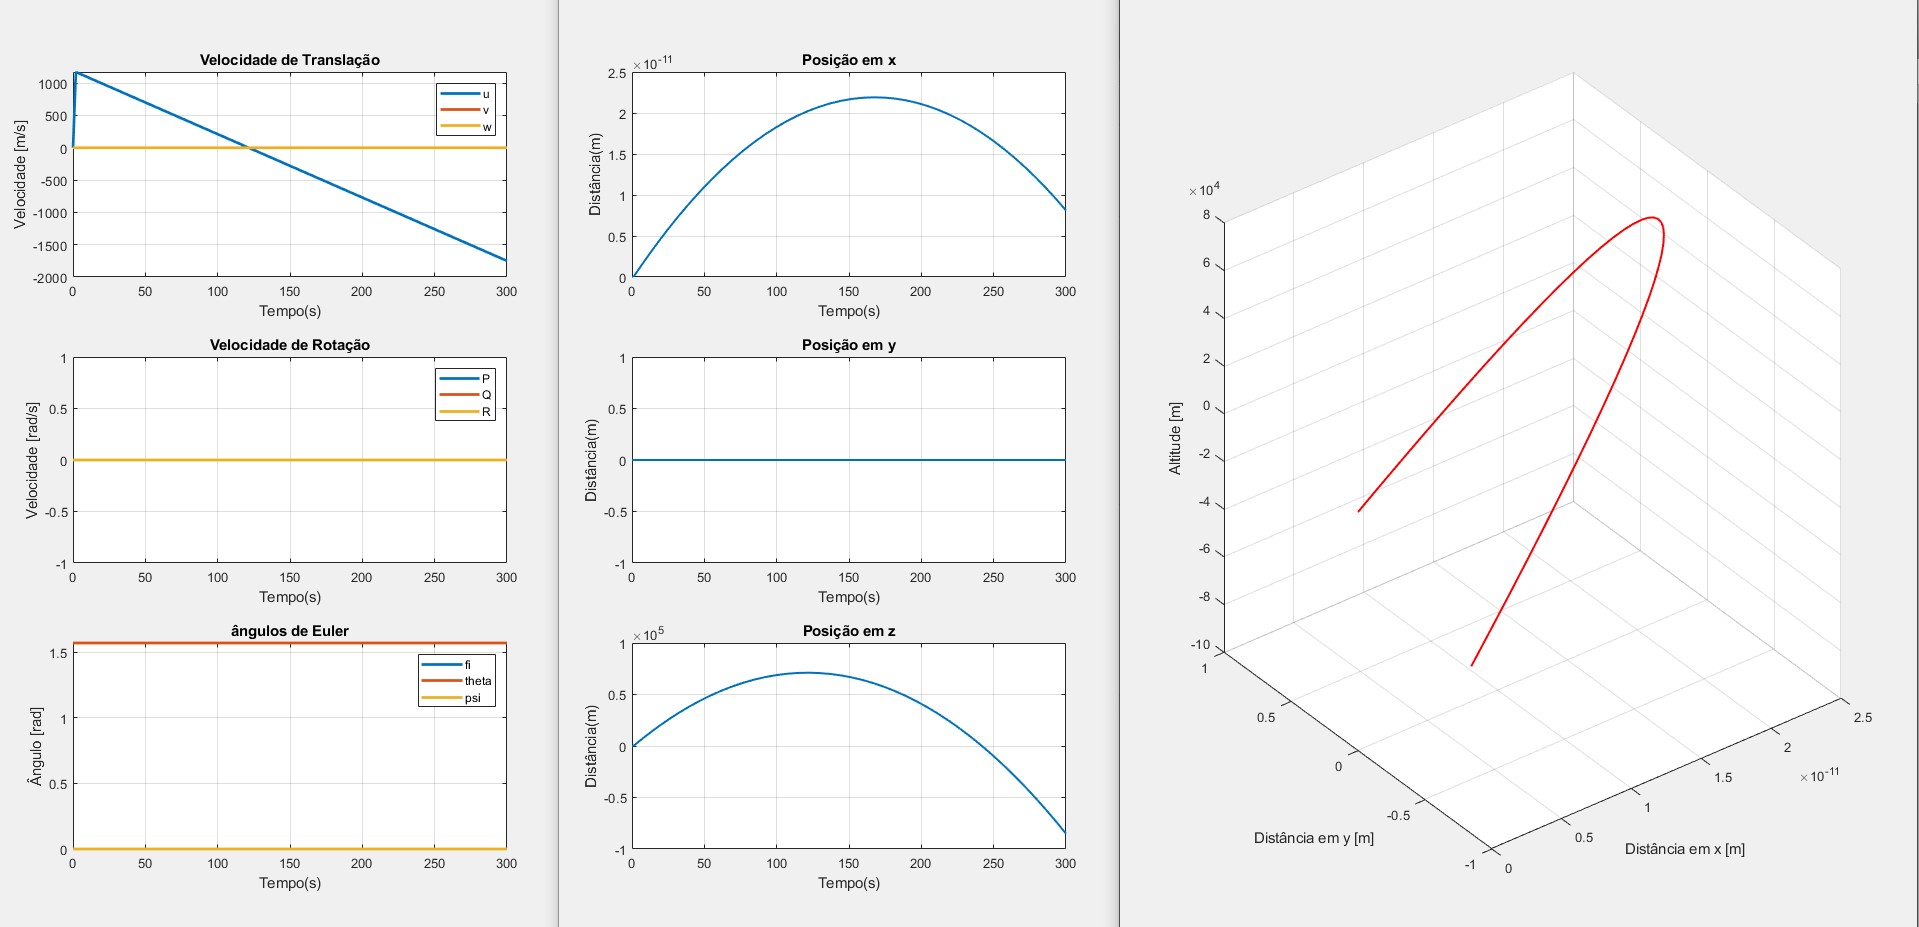 Velocidade de Translação
Velocidade [m/s]
1000
500
0
-500
-1000
-1500
-2000
u
v
w
0 50 100 150 200 250 300
Tempo(s)
Velocidade de Rotação
Velocidade [rad/s]
1
0.5
0
-0.5
-1
P
Q
R
0 50 100 150 200 250 300
Tempo(s)
ângulos de Euler
Ângulo [rad]
1.5
1
0.5
0
fi
theta
psi
0 50 100 150 200 250 300
Tempo(s)
Posição em x
×10-11
Distância(m)
2.5
2
1.5
1
0.5
0
0 50 100 150 200 250 300
Tempo(s)
Posição em y
Distância(m)
1
0.5
0
-0.5
-1
0 50 100 150 200 250 300
Tempo(s)
Posição em z
×105
Distância(m)
1
0.5
0
-0.5
-1
0 50 100 150 200 250 300
Tempo(s)
×104
Altitude [m]
8
6
4
2
0
-2
-4
-6
-8
-10
1
0.5
0
-0.5
-1
Distância em y [m]
0
0.5
1
1.5
2
2.5
×10-11
Distância em x [m]